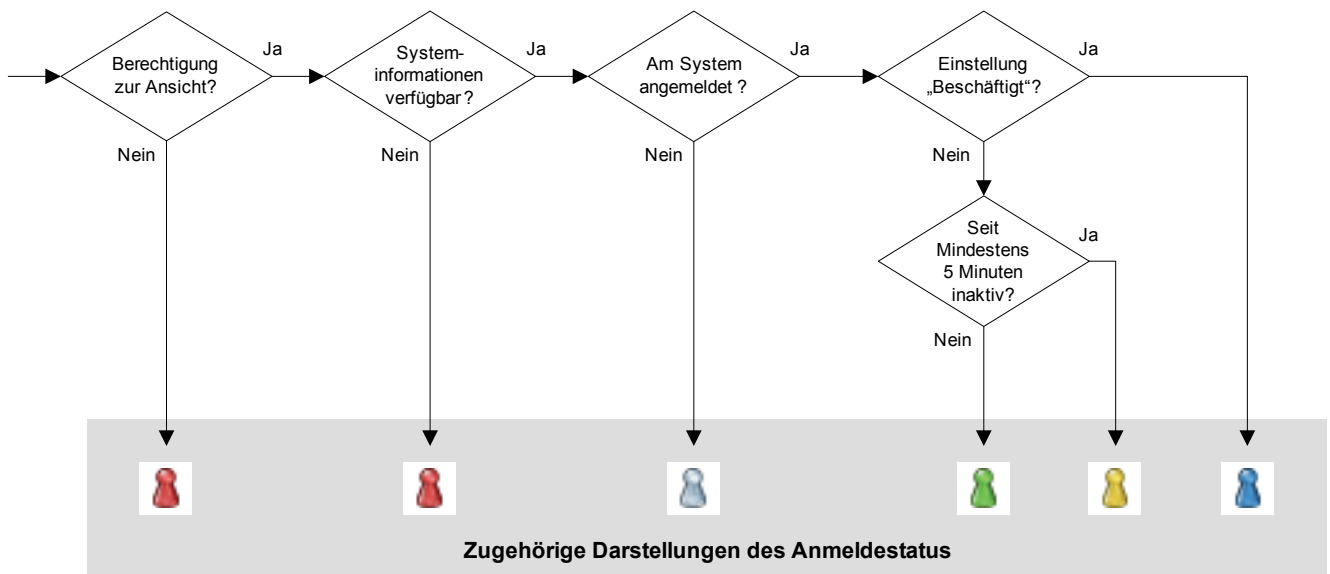 Berechtigung
zur Ansicht?
Ja
Nein
System-
informationen
verfügbar?
Ja
Nein
Am System
angemeldet?
Ja
Nein
Einstellung
„Beschäftigt“?
Ja
Nein
Seit
Mindestens
5 Minuten
inaktiv?
Ja
Nein
Zugehörige Darstellungen des Anmeldestatus